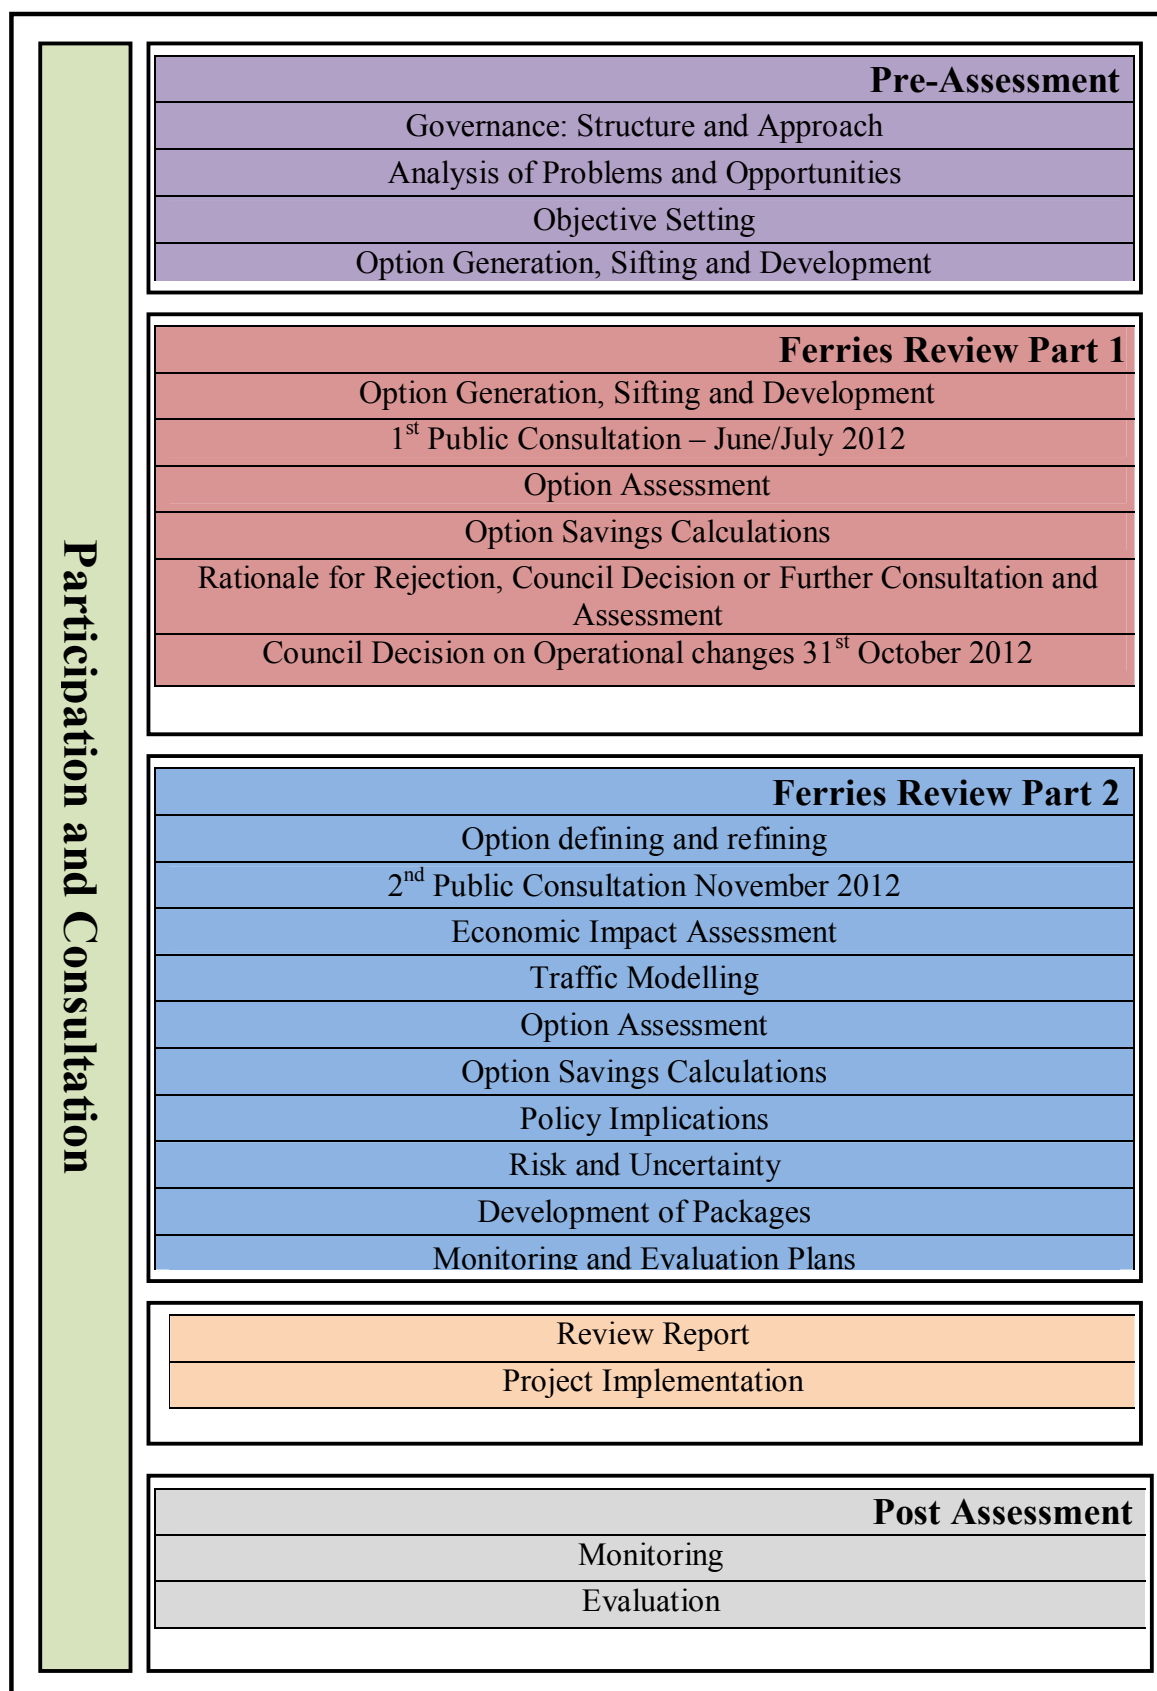 Participation and Consultation
Pre-Assessment
Governance: Structure and Approach
Analysis of Problems and Opportunities
Objective Setting
Option Generation, Sifting and Development
Ferries Review Part 1
Option Generation, Sifting and Development
1st Public Consultation – June/July 2012
Option Assessment
Option Savings Calculations
Rationale for Rejection, Council Decision or Further Consultation and
Assessment
Council Decision on Operational changes 31st October 2012
Ferries Review Part 2
Option defining and refining
2nd Public Consultation November 2012
Economic Impact Assessment
Traffic Modelling
Option Assessment
Option Savings Calculations
Policy Implications
Risk and Uncertainty
Development of Packages
Monitoring and Evaluation Plans
Review Report
Project Implementation
Post Assessment
Monitoring
Evaluation